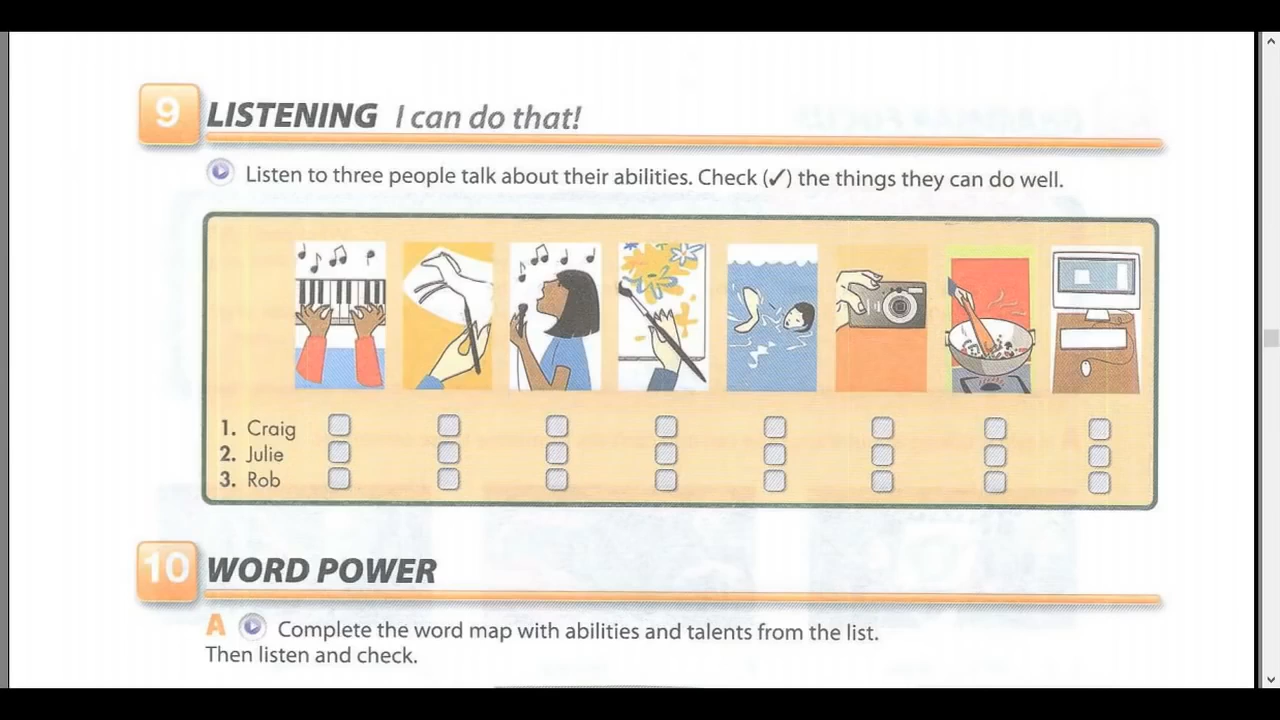 9 LISTENING I can do that!
Listen to three people talk about their abilities. Check (✓) the things they can do well.
1. Craig
2. Julie
3. Rob
10 WORD POWER
A Complete the word map with abilities and talents from the list.
Then listen and check.